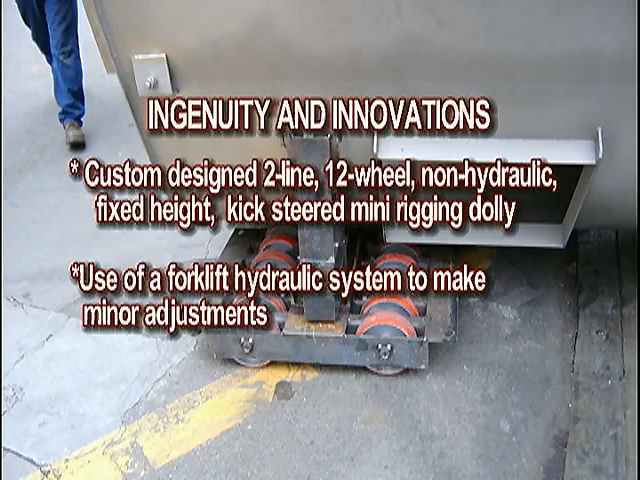 INGENUITY AND INNOVATIONS
* Custom designed 2-line, 12-wheel, non-hydraulic,
fixed height, kick steered mini rigging dolly
*Use of a forklift hydraulic system to make
minor adjustments